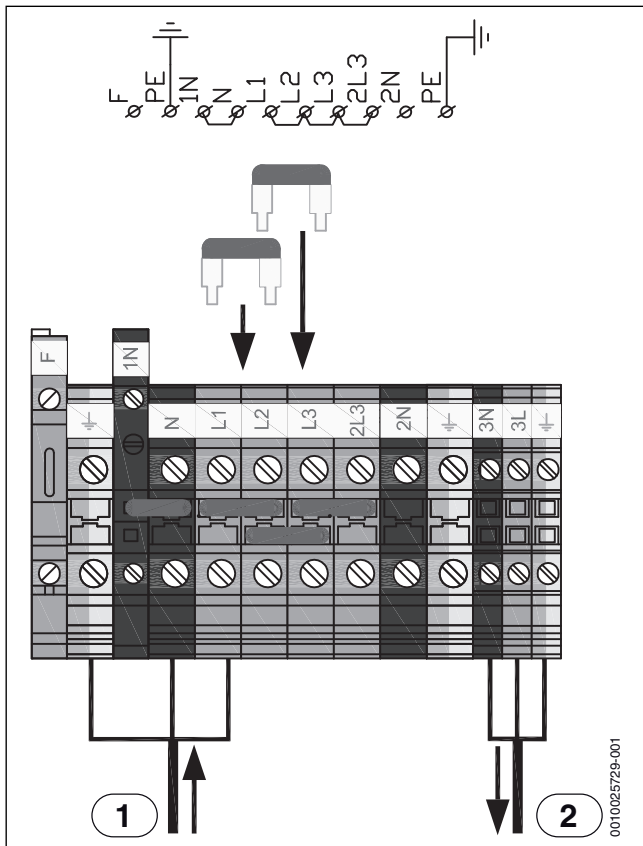 F PE 1N N L1 L2 L3 2L3 2N PE
F 1N N L1 L2 L3 2L3 2N 3N 3L
1 2
0010025729-001